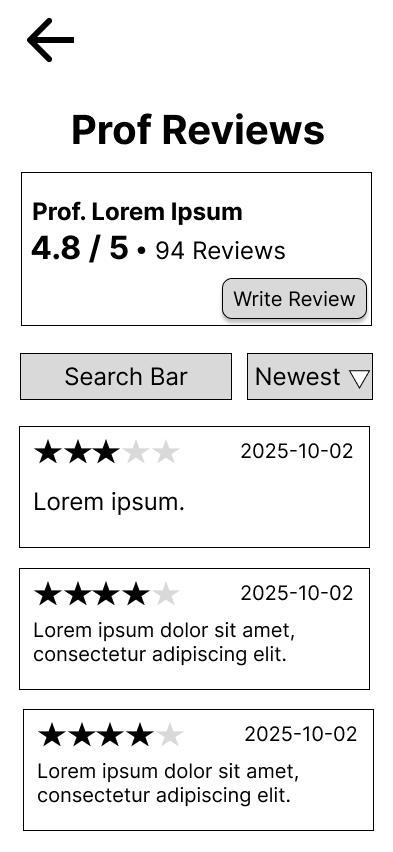 Prof Reviews
Prof. Lorem Ipsum
4.8 / 5 • 94 Reviews
Write Review
Search Bar
Newest
2025-10-02
Lorem ipsum.
2025-10-02
Lorem ipsum dolor sit amet,
consectetur adipiscing elit.
2025-10-02
Lorem ipsum dolor sit amet,
consectetur adipiscing elit.